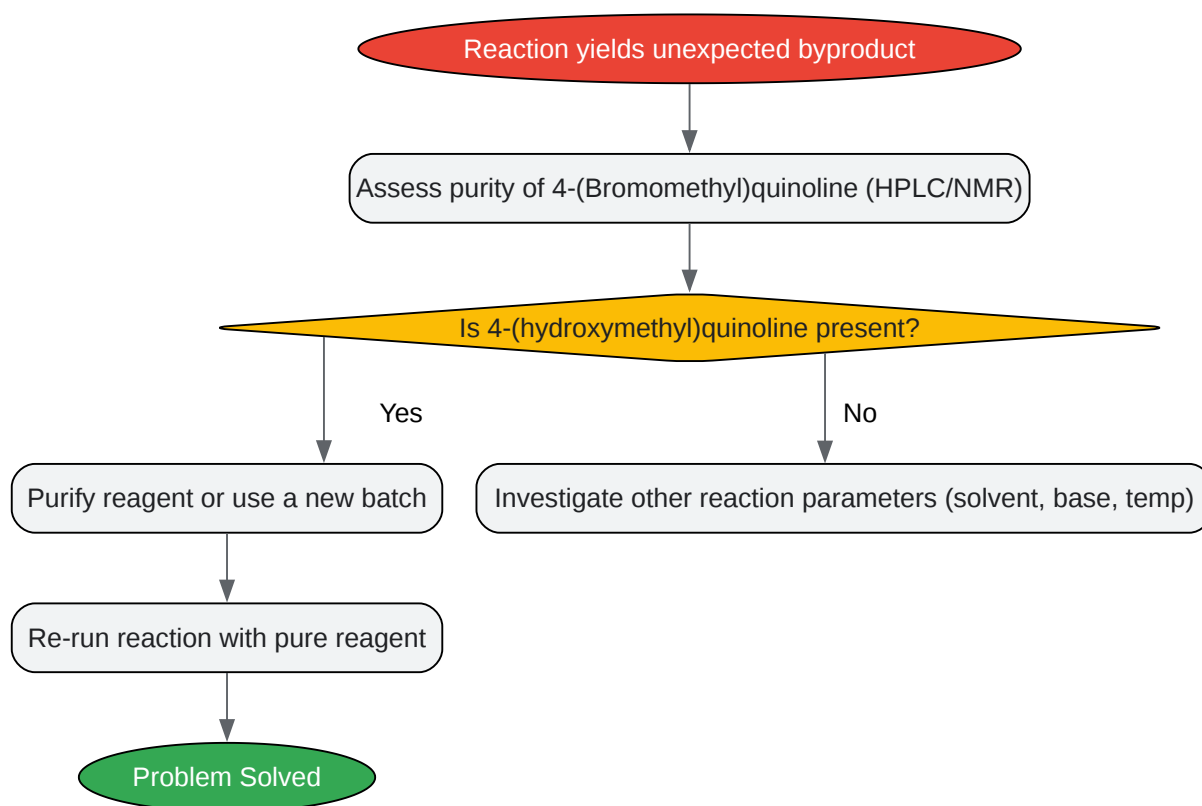 Reaction yields unexpected byproduct
Assess purity of 4-(Bromomethyl)quinoline (HPLC/NMR)
Is 4-(hydroxymethyl)quinoline present?
Yes
No
Purify reagent or use a new batch
Investigate other reaction parameters (solvent, base, temp)
Re-run reaction with pure reagent
Problem Solved